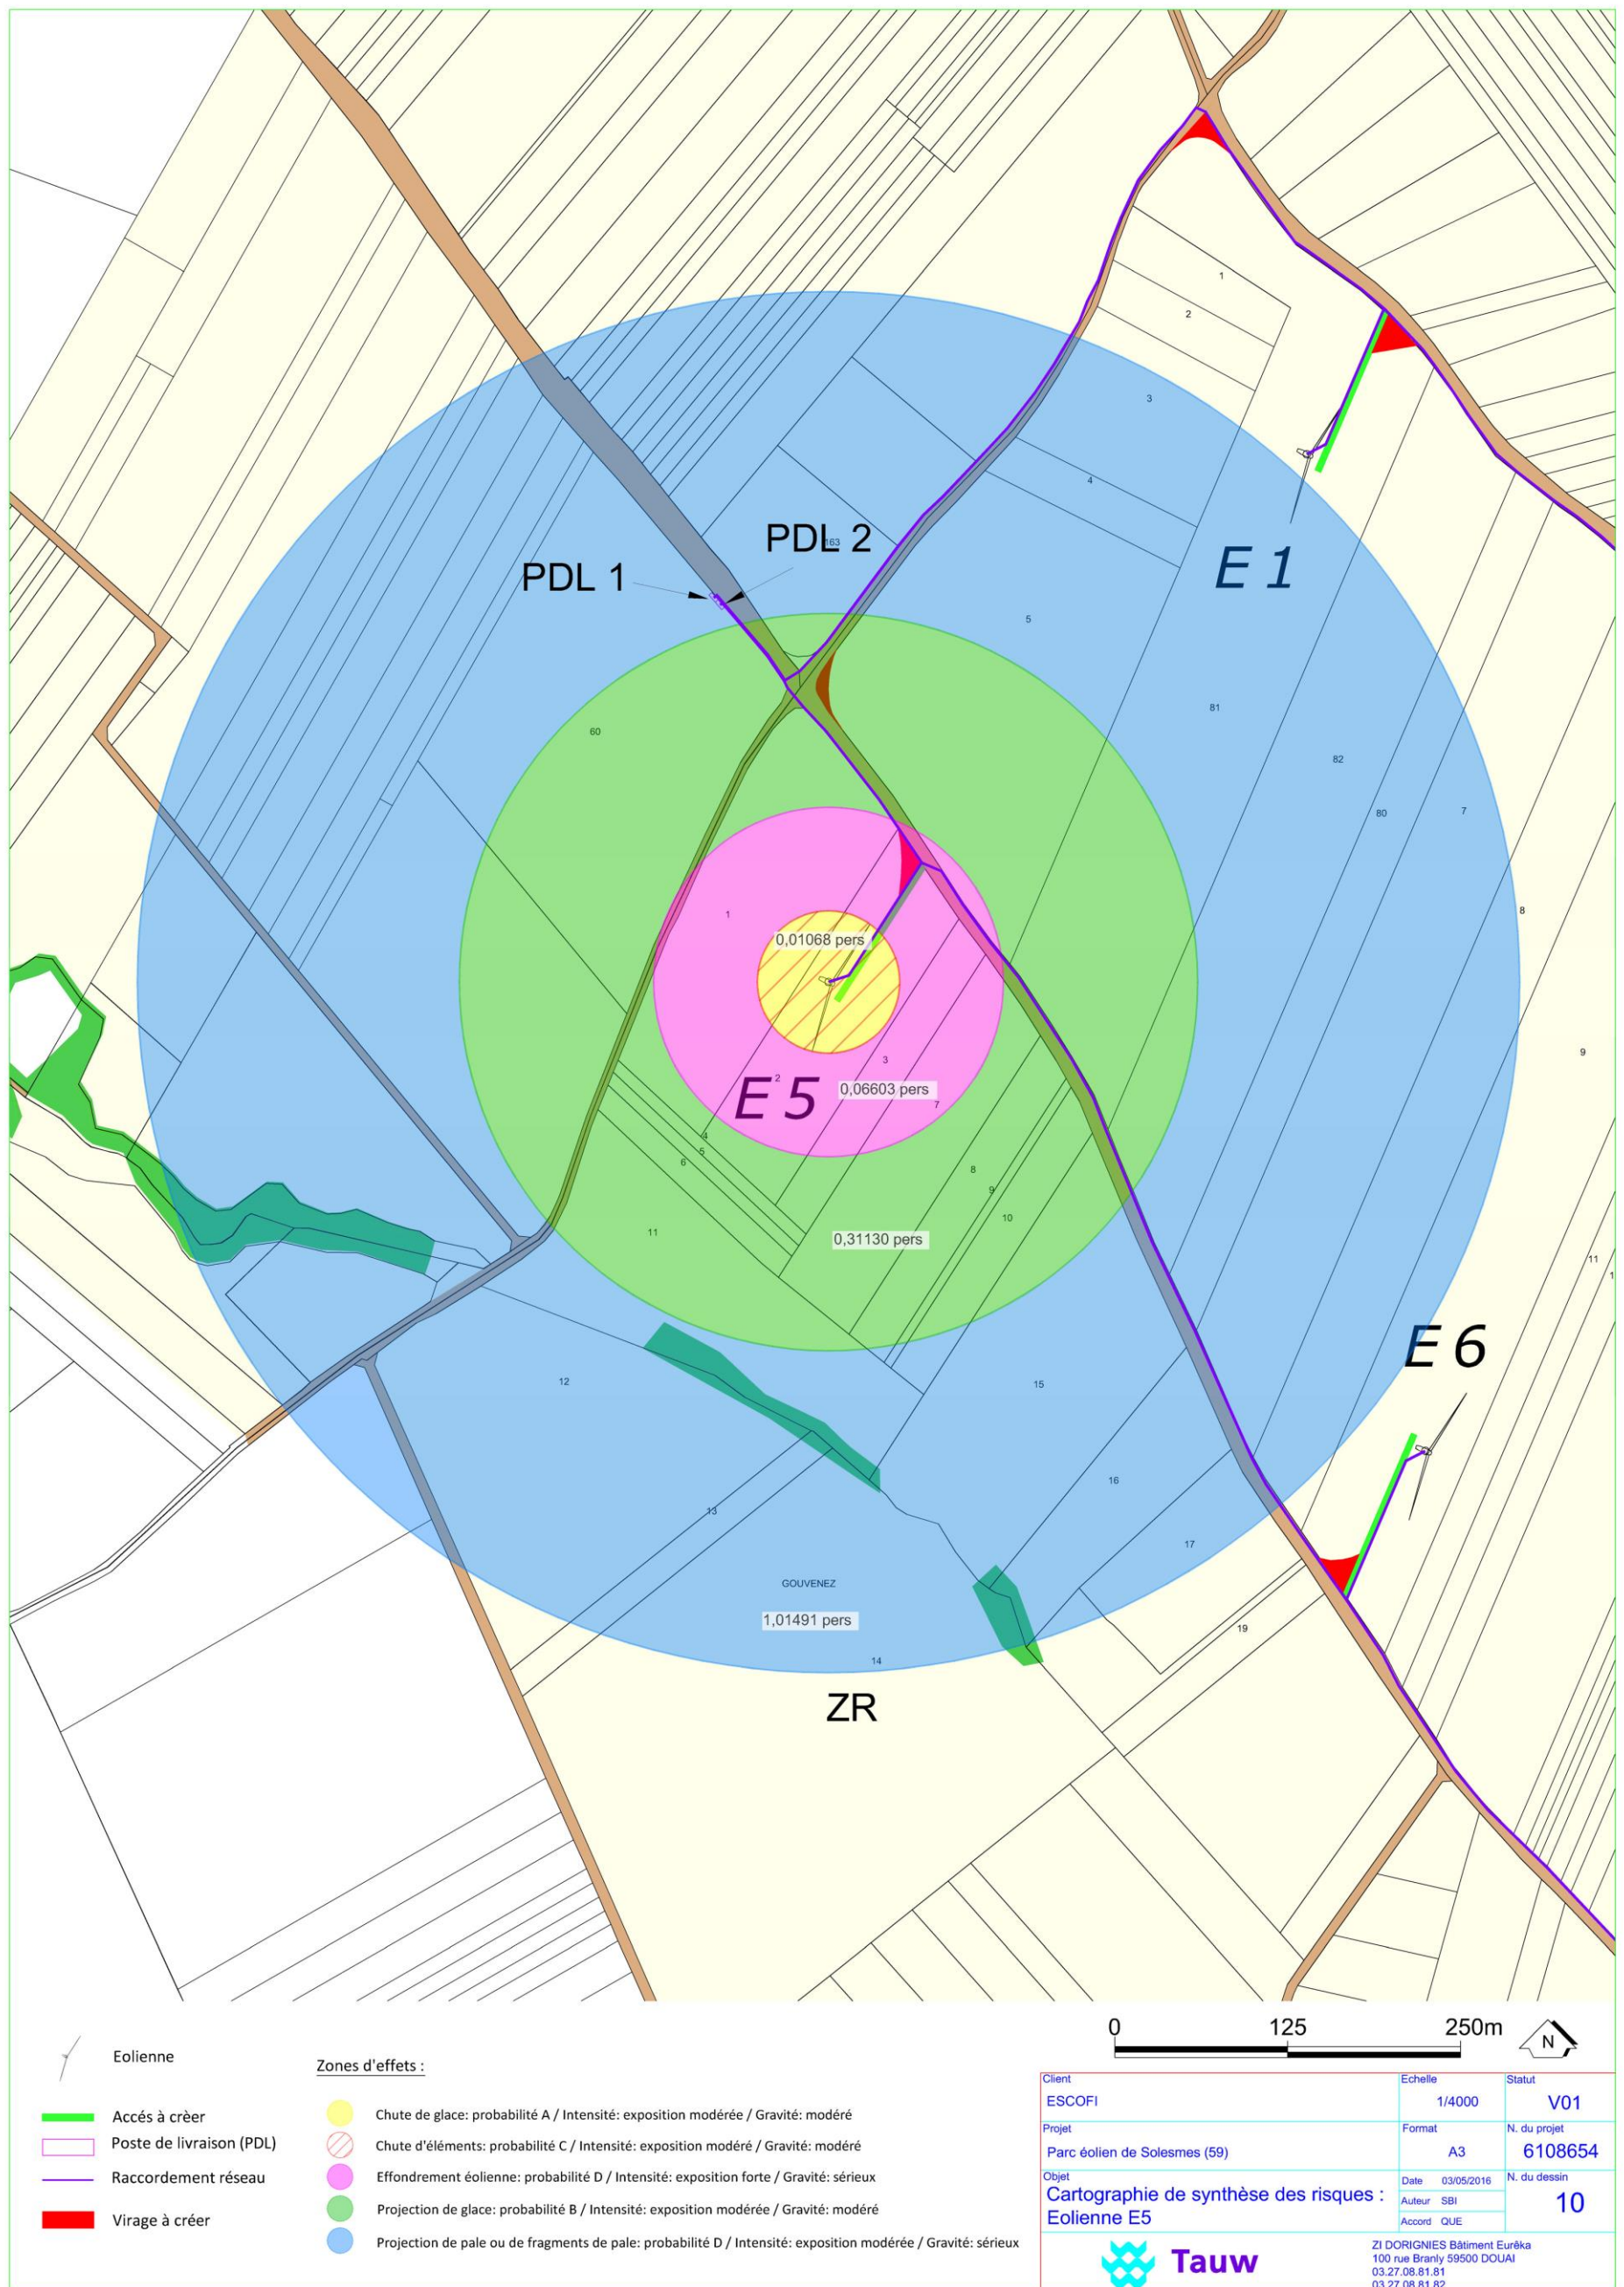 1
2
3
4
PDL 2
163
PDL 1
E 1
5
81
60
82
80
7
8
1
0,01068 pers
9
3
2
E 5
0,06603 pers
7
4
5
6
8
9
10
11
0,31130 pers
11
1
E 6
12
15
16
13
17
GOUVENEZ
1,01491 pers
19
14
ZR
0 125 250m
N
Eolienne
Accés à crèer
Poste de livraison (PDL)
Raccordement réseau
Virage à créer
Zones d'effets :
Chute de glace: probabilité A / Intensité: exposition modérée / Gravité: modéré
Chute d'éléments: probabilité C / Intensité: exposition modéré / Gravité: modéré
Effondrement éolienne: probabilité D / Intensité: exposition forte / Gravité: sérieux
Projection de glace: probabilité B / Intensité: exposition modérée / Gravité: modéré
Projection de pale ou de fragments de pale: probabilité D / Intensité: exposition modérée / Gravité: sérieux
Client
ESCOFI
Echelle
1/4000
Statut
V01
Projet
Parc éolien de Solesmes (59)
Format
A3
N. du projet
6108654
Objet
Cartographie de synthèse des risques :
Eolienne E5
Date 03/05/2016
Auteur SBI
Accord QUE
N. du dessin
10
Tauw
ZI DORIGNIES Bâtiment Eurêka
100 rue Branly 59500 DOUAI
03.27.08.81.81
03.27.08.81.82